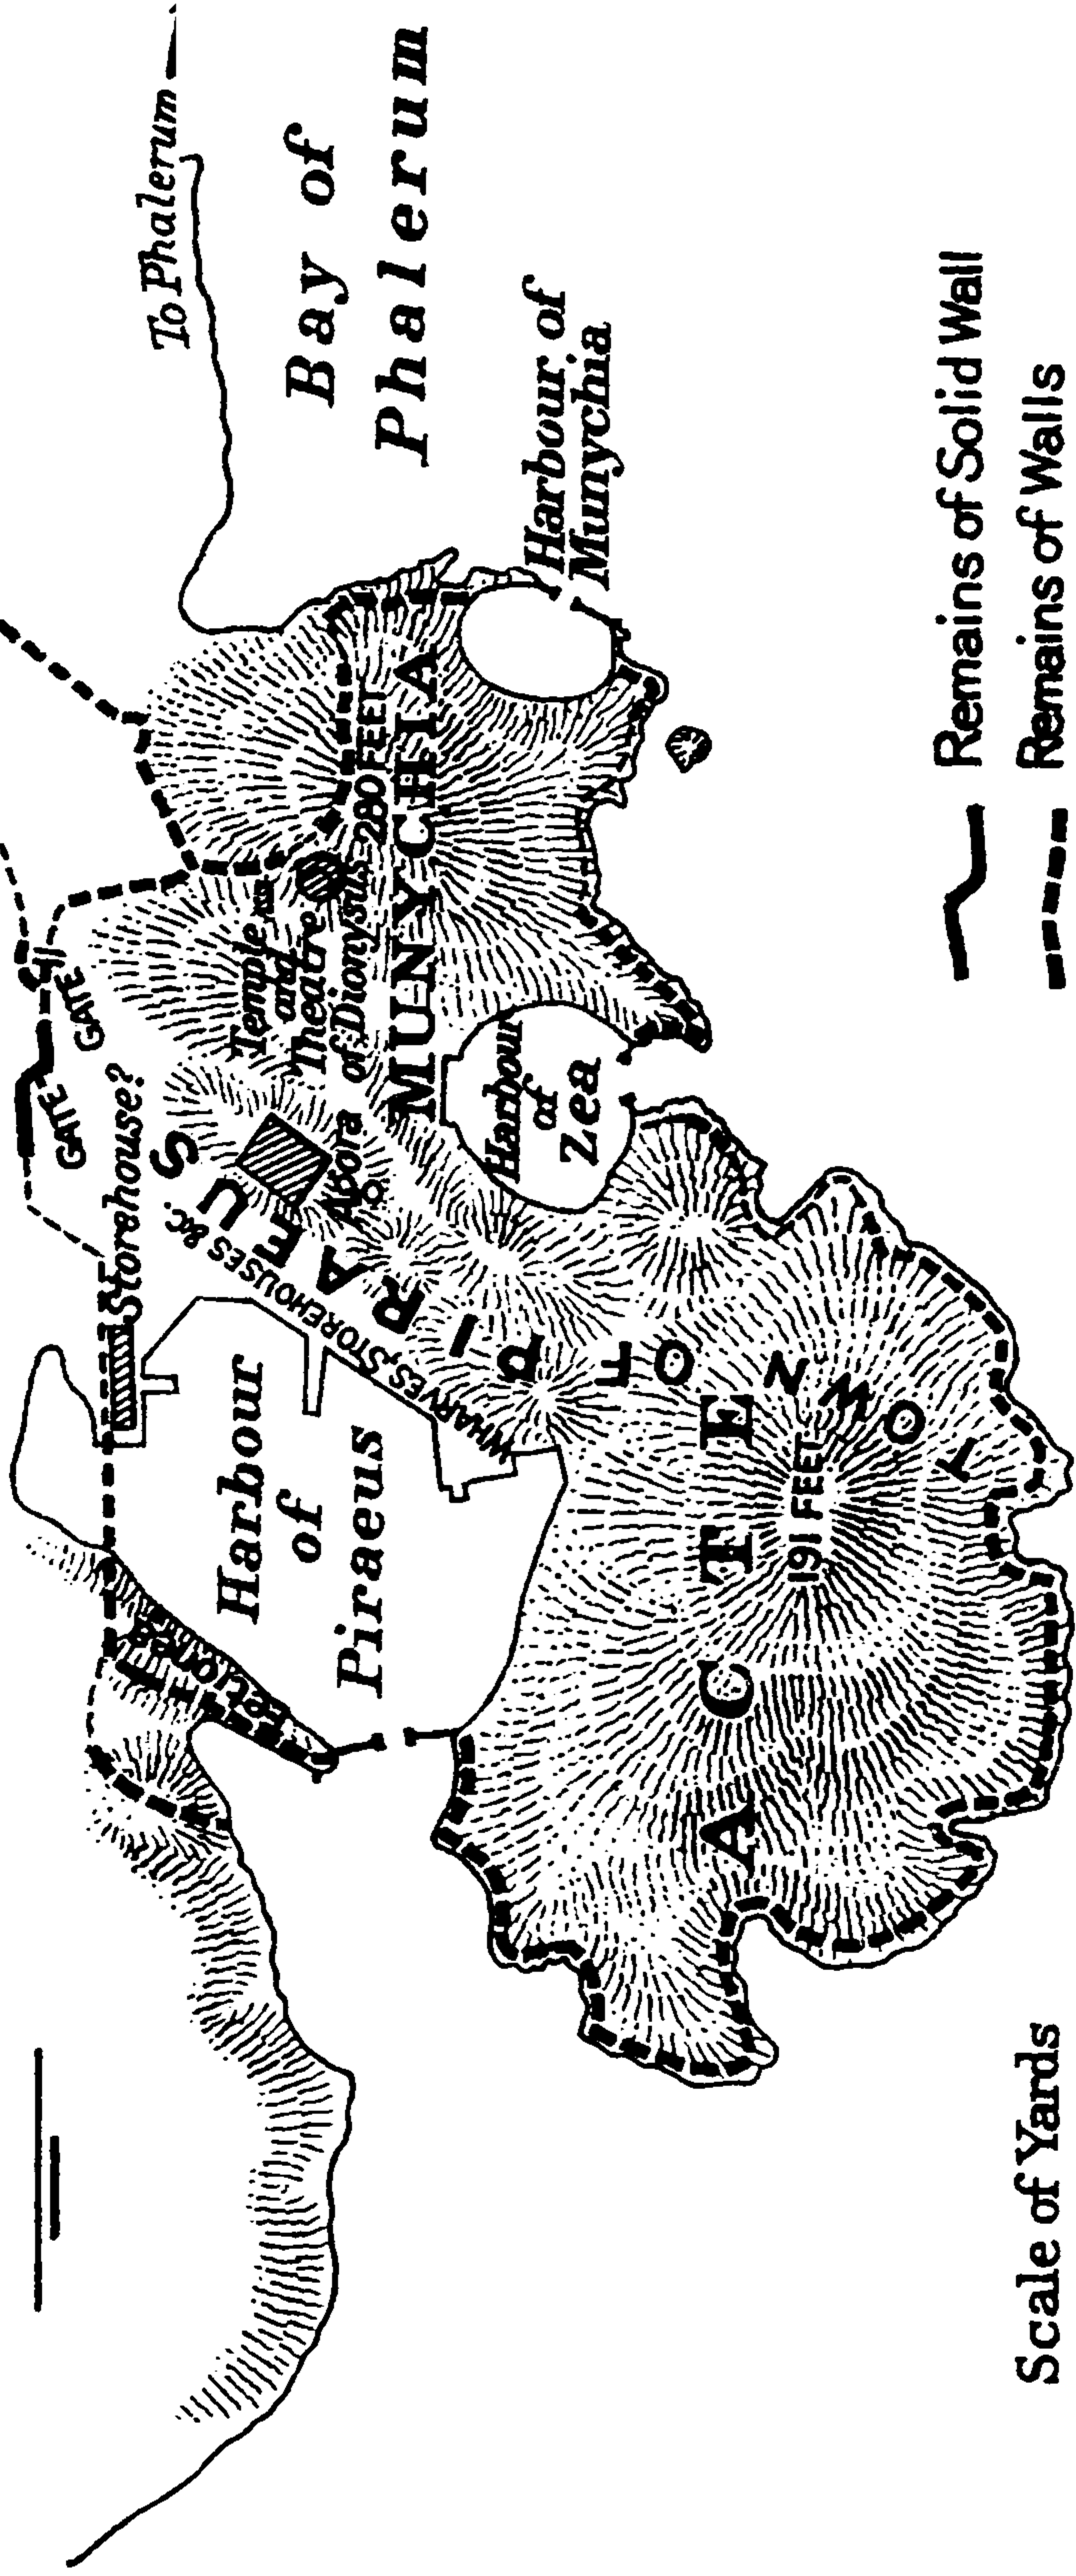 To Phalerum
Bay of
Phalerum
Harbour of
Munychia
GATE
GATE
Storehouse?
Temple
and
Theatre
of Dionysus
280 FEET
MUNYCHIA
Agora
WHARVES, STOREHOUSES &C.
TOWN OF PIRAEUS
Harbour
of
Zea
Harbour
of
Piraeus
Eetionea
ACTE
191 FEET
Scale of Yards
Remains of Solid Wall
Remains of Walls